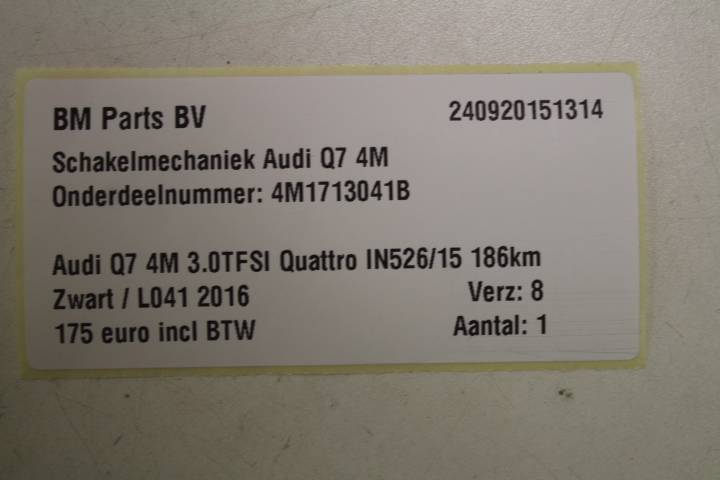 BM Parts BV 240920151314
Schakelmechaniek Audi Q7 4M
Onderdeelnummer: 4M1713041B
Audi Q7 4M 3.0TFSI Quattro IN526/15 186km
Zwart / L041 2016 Verz: 8
175 euro incl BTW Aantal: 1